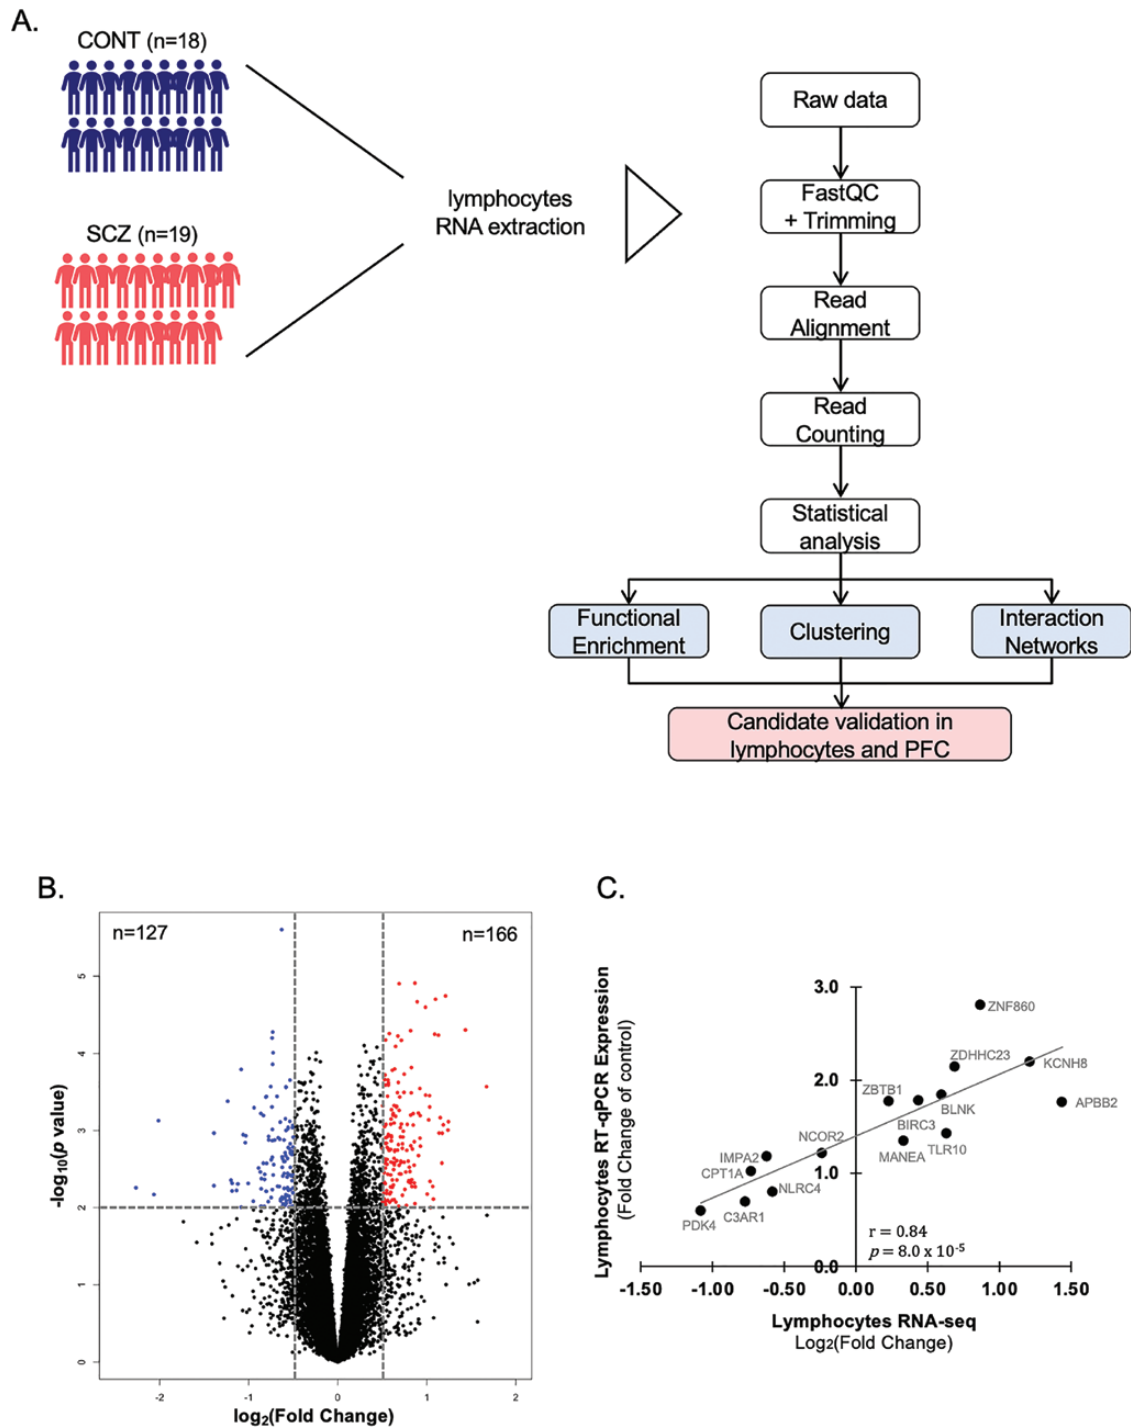 A.
CONT (n=18)
SCZ (n=19)
lymphocytes
RNA extraction
Raw data
FastQC
+ Trimming
Read
Alignment
Read
Counting
Statistical
analysis
Functional
Enrichment
Clustering
Interaction
Networks
Candidate validation in
lymphocytes and PFC
B.
n=127
n=166
-log10(p value)
5
4
3
2
1
0
-2
-1
0
1
2
log2(Fold Change)
C.
Lymphocytes RT-qPCR Expression
(Fold Change of control)
3.0
2.0
1.0
0.0
ZNF860
ZDHHC23
KCNH8
ZBTB1
BLNK
APBB2
BIRC3
NCOR2
MANEA
TLR10
IMPA2
CPT1A
NLRC4
PDK4
C3AR1
r = 0.84
p = 8.0 x 10-5
-1.50
-1.00
-0.50
0.00
0.50
1.00
1.50
Lymphocytes RNA-seq
Log2(Fold Change)